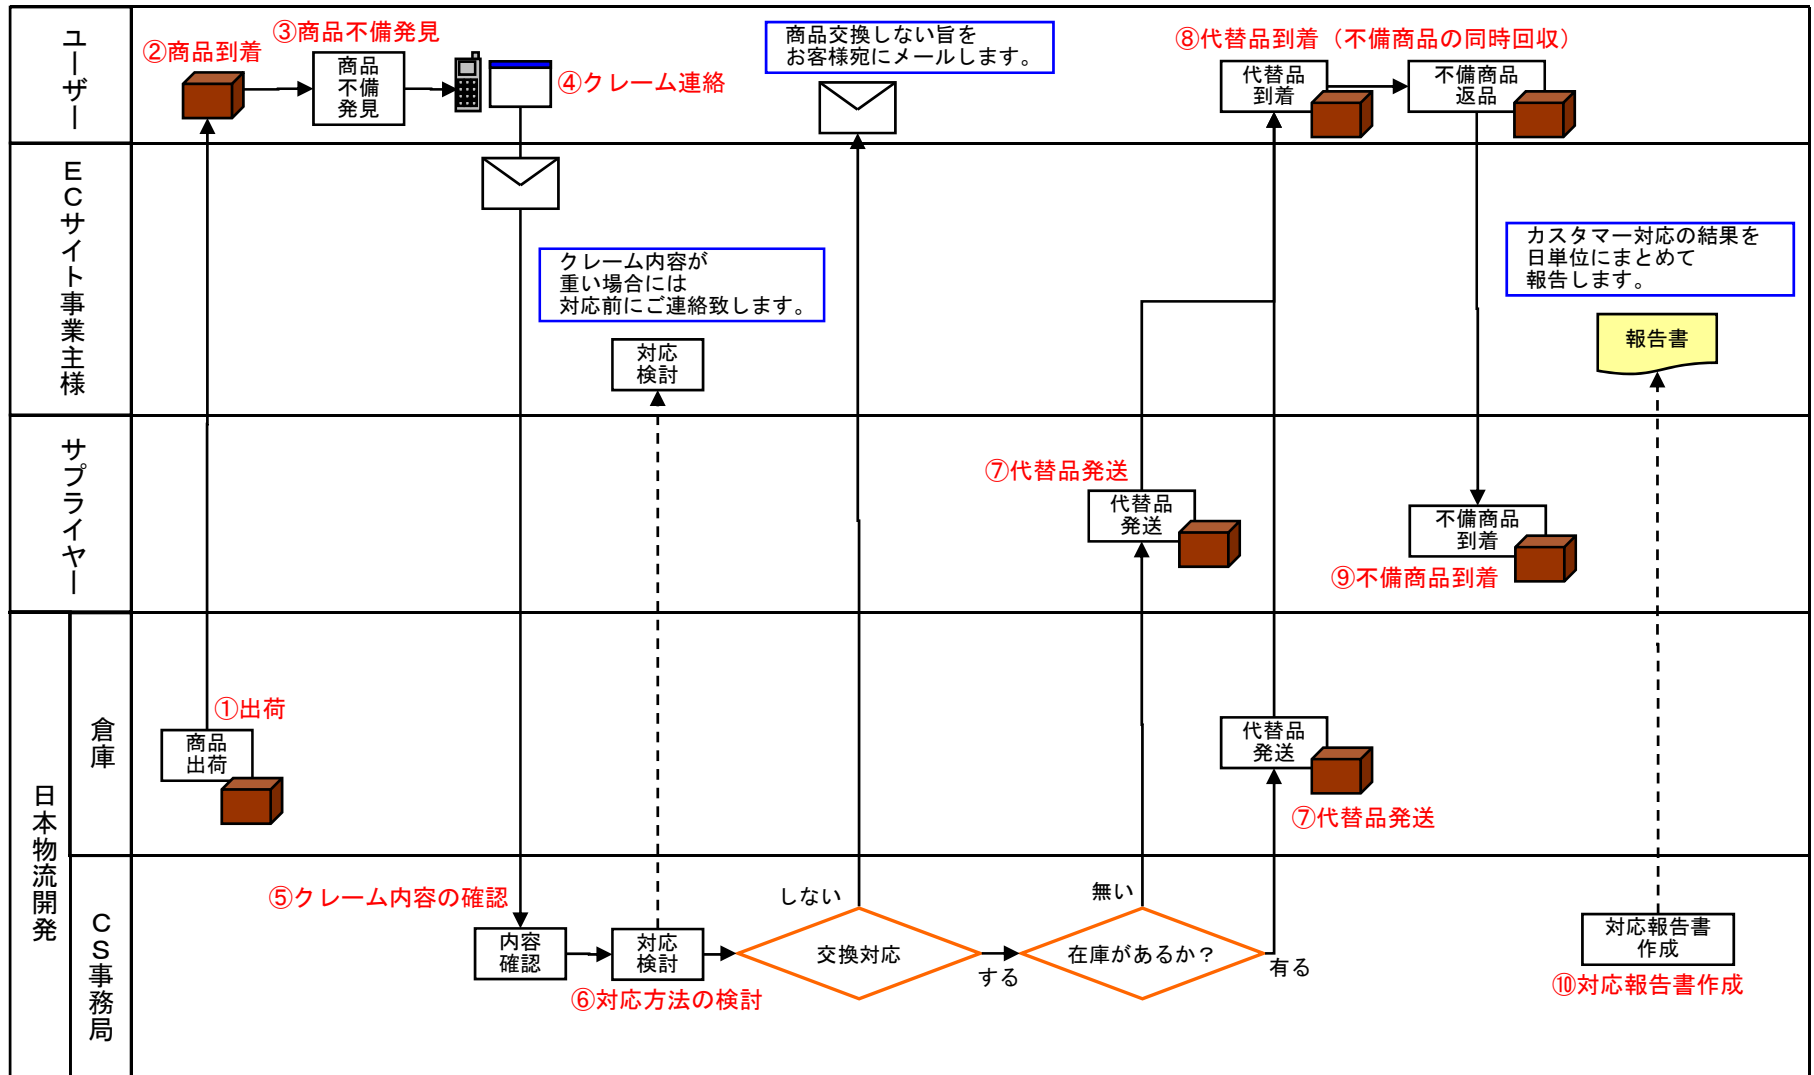 ユーザー
②商品到着
③商品不備発見
商品
不備
発見
④クレーム連絡
商品交換しない旨を
お客様宛にメールします。
⑧代替品到着（不備商品の同時回収）
代替品
到着
不備商品
返品
ECサイト事業主様
クレーム内容が
重い場合には
対応前にご連絡致します。
対応
検討
カスタマー対応の結果を
日単位にまとめて
報告します。
報告書
サプライヤー
⑦代替品発送
代替品
発送
不備商品
到着
⑨不備商品到着
日本物流開発
倉庫
①出荷
商品
出荷
代替品
発送
⑦代替品発送
CS事務局
⑤クレーム内容の確認
内容
確認
対応
検討
⑥対応方法の検討
しない
交換対応
する
無い
在庫があるか？
有る
対応報告書
作成
⑩対応報告書作成